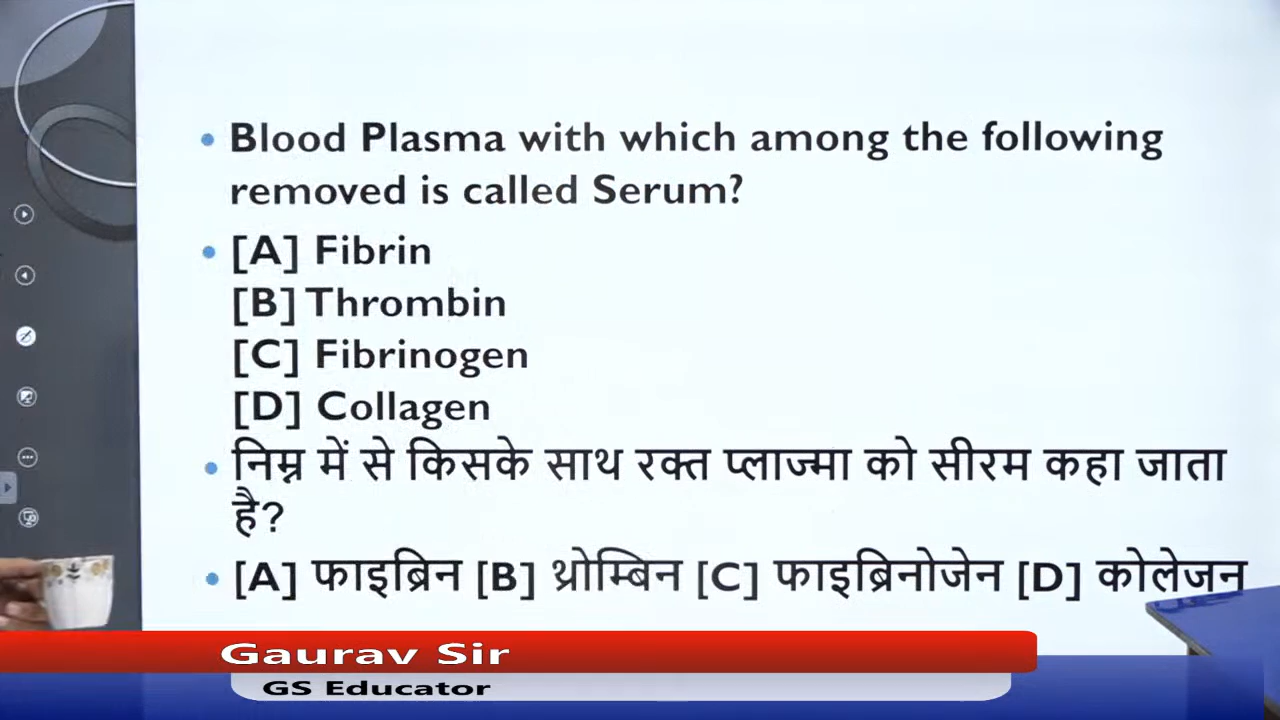 Blood Plasma with which among the following
removed is called Serum?
[A] Fibrin
[B] Thrombin
[C] Fibrinogen
[D] Collagen
निम्न में से किसके साथ रक्त प्लाज्मा को सीरम कहा जाता
है?
[A] फाइब्रिन [B] थ्रोम्बिन [C] फाइब्रिनोजेन [D] कोलेजन
Gaurav Sir
GS Educator